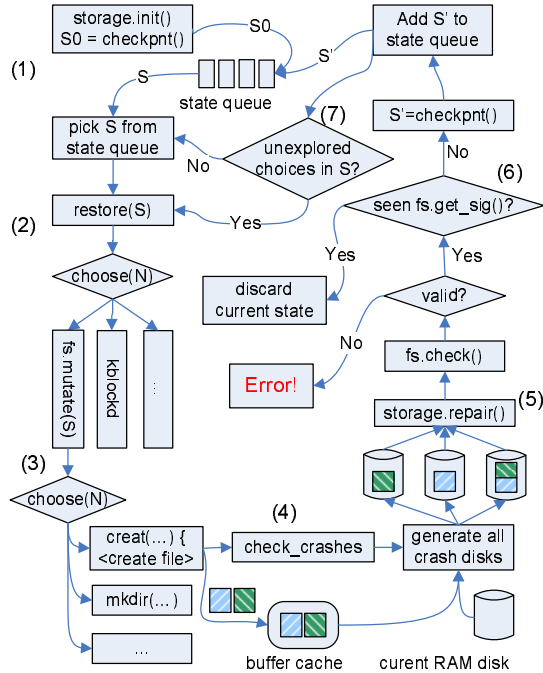 storage.init()
S0 = checkpnt()
S0
Add S’ to
state queue
S’
(1)
S
state queue
S’=checkpnt()
(7)
pick S from
state queue
unexplored
choices in S?
No
No
(6)
restore(S)
Yes
seen fs.get_sig()?
(2)
choose(N)
Yes
Yes
discard
current state
valid?
No
fs.mutate(S)
kblockd
...
fs.check()
Error!
(5)
storage.repair()
(3)
choose(N)
(4)
creat(...) {
<create file>
check_crashes
generate all
crash disks
mkdir(...)
...
buffer cache
curent RAM disk